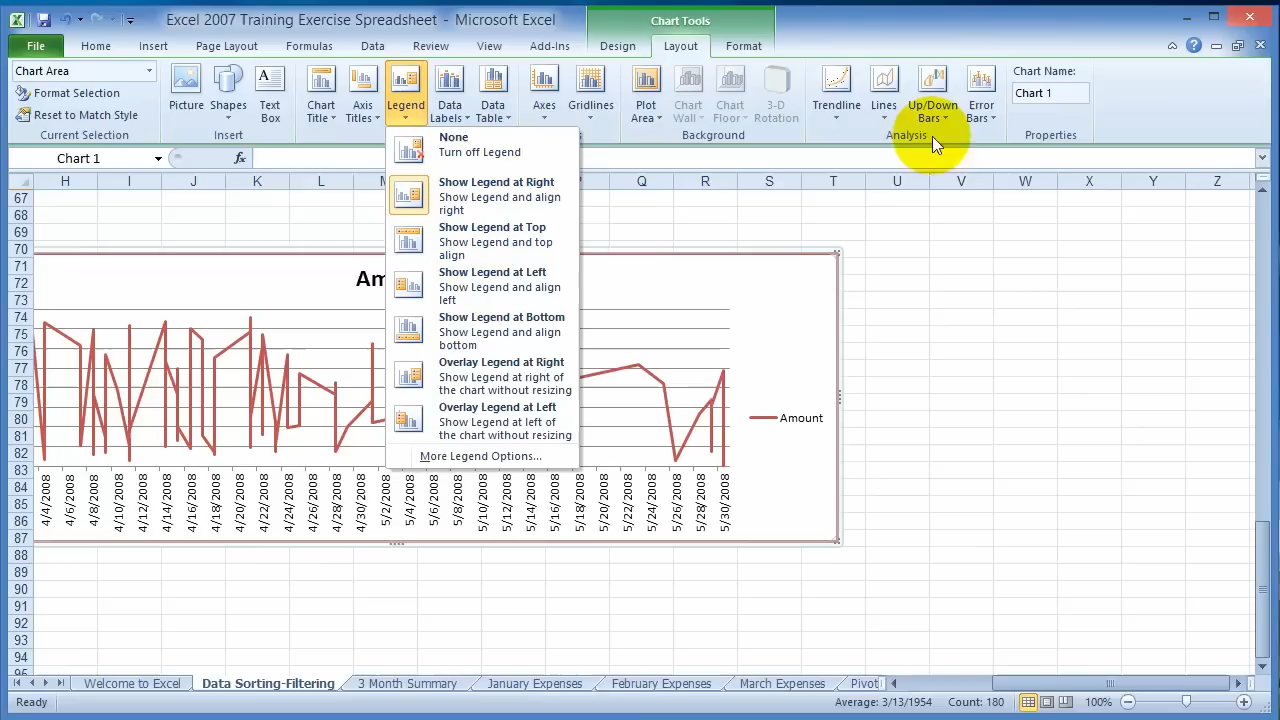 Excel 2007 Training Exercise Spreadsheet - Microsoft Excel
Chart Tools
File Home Insert Page Layout Formulas Data Review View Add-Ins Design Layout Format
Chart Area
Format Selection
Reset to Match Style
Current Selection
Picture
Shapes
Text Box
Insert
Chart Title
Axis Titles
Legend
Data Labels
Data Table
Axes
Gridlines
Plot Area
Chart Wall
Chart Floor
3-D Rotation
Background
Trendline
Lines
Up/Down Bars
Error Bars
Analysis
Chart Name:
Chart 1
Properties
Chart 1
fx
None
Turn off Legend
Show Legend at Right
Show Legend and align
right
Show Legend at Top
Show Legend and top
align
Show Legend at Left
Show Legend and align
left
Show Legend at Bottom
Show Legend and align
bottom
Overlay Legend at Right
Show Legend at right of
the chart without resizing
Overlay Legend at Left
Show Legend at left of
the chart without resizing
More Legend Options...
H I J K L Q R S T U V W X Y Z
67
68
69
70
71
72
73
74
75
76
77
78
79
80
81
82
83
84
85
86
87
88
89
90
91
92
93
94
Am
Amount
4/4/2008 4/6/2008 4/8/2008 4/10/2008 4/12/2008 4/14/2008 4/16/2008 4/18/2008 4/20/2008 4/22/2008 4/24/2008 4/26/2008 4/28/2008 4/30/2008 5/2/2008 5/4/2008 5/6/2008 5/8/2008 5/10/2008 5/12/2008 5/14/2008 5/16/2008 5/18/2008 5/20/2008 5/22/2008 5/24/2008 5/26/2008 5/28/2008 5/30/2008
Welcome to Excel Data Sorting-Filtering 3 Month Summary January Expenses February Expenses March Expenses Pivot
Ready Average: 3/13/1954 Count: 180 100%